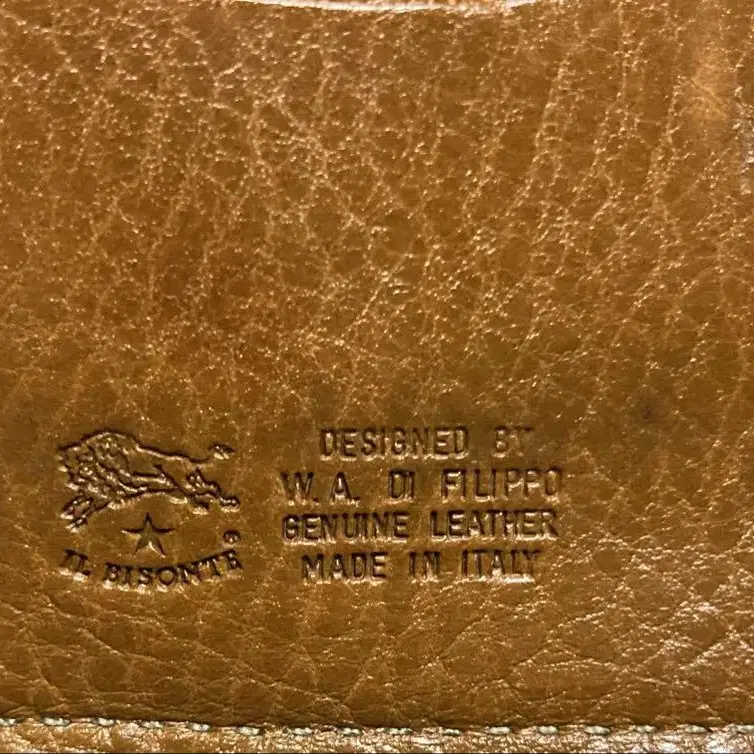 IL BISONTE®
DESIGNED BY
W. A. DI FILIPPO
GENUINE LEATHER
MADE IN ITALY